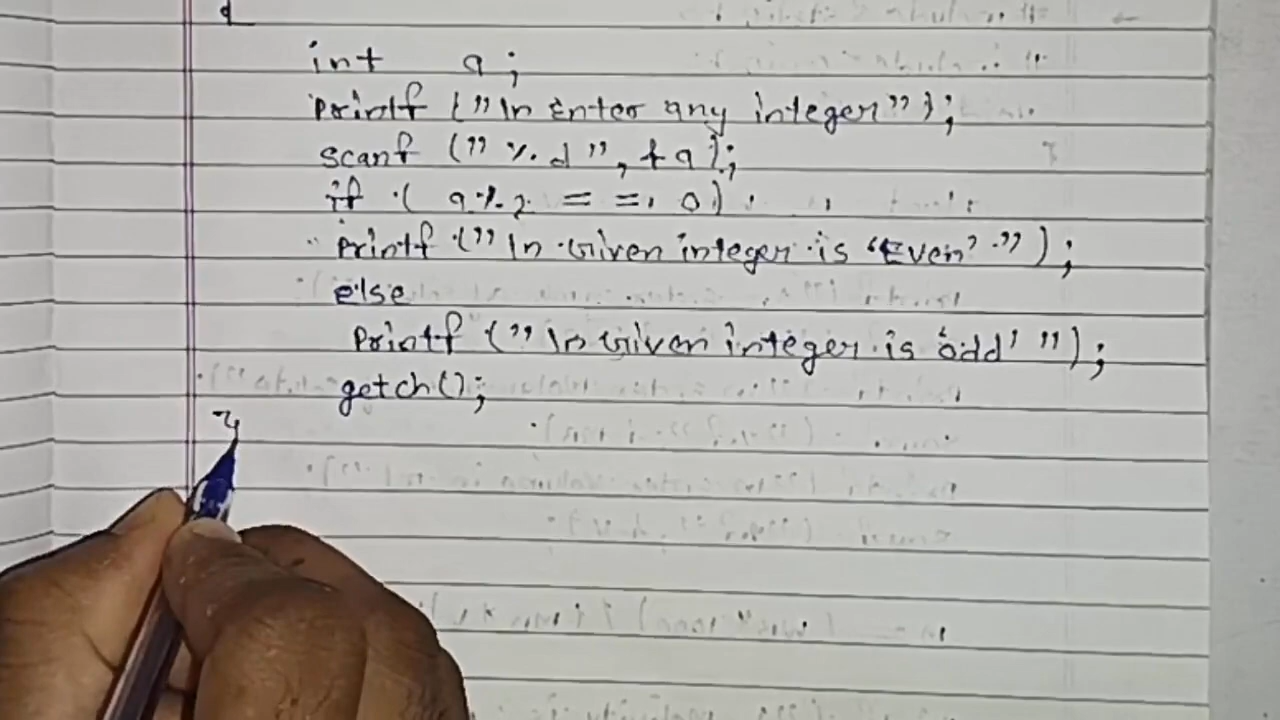 {
int a;
printf ("\n Enter any integer");
scanf ("%d", &a);
if ( a%2 = = 0)
printf ("\n Given integer is 'Even' ");
else
printf ("\n Given integer is 'odd' ");
getch();
}